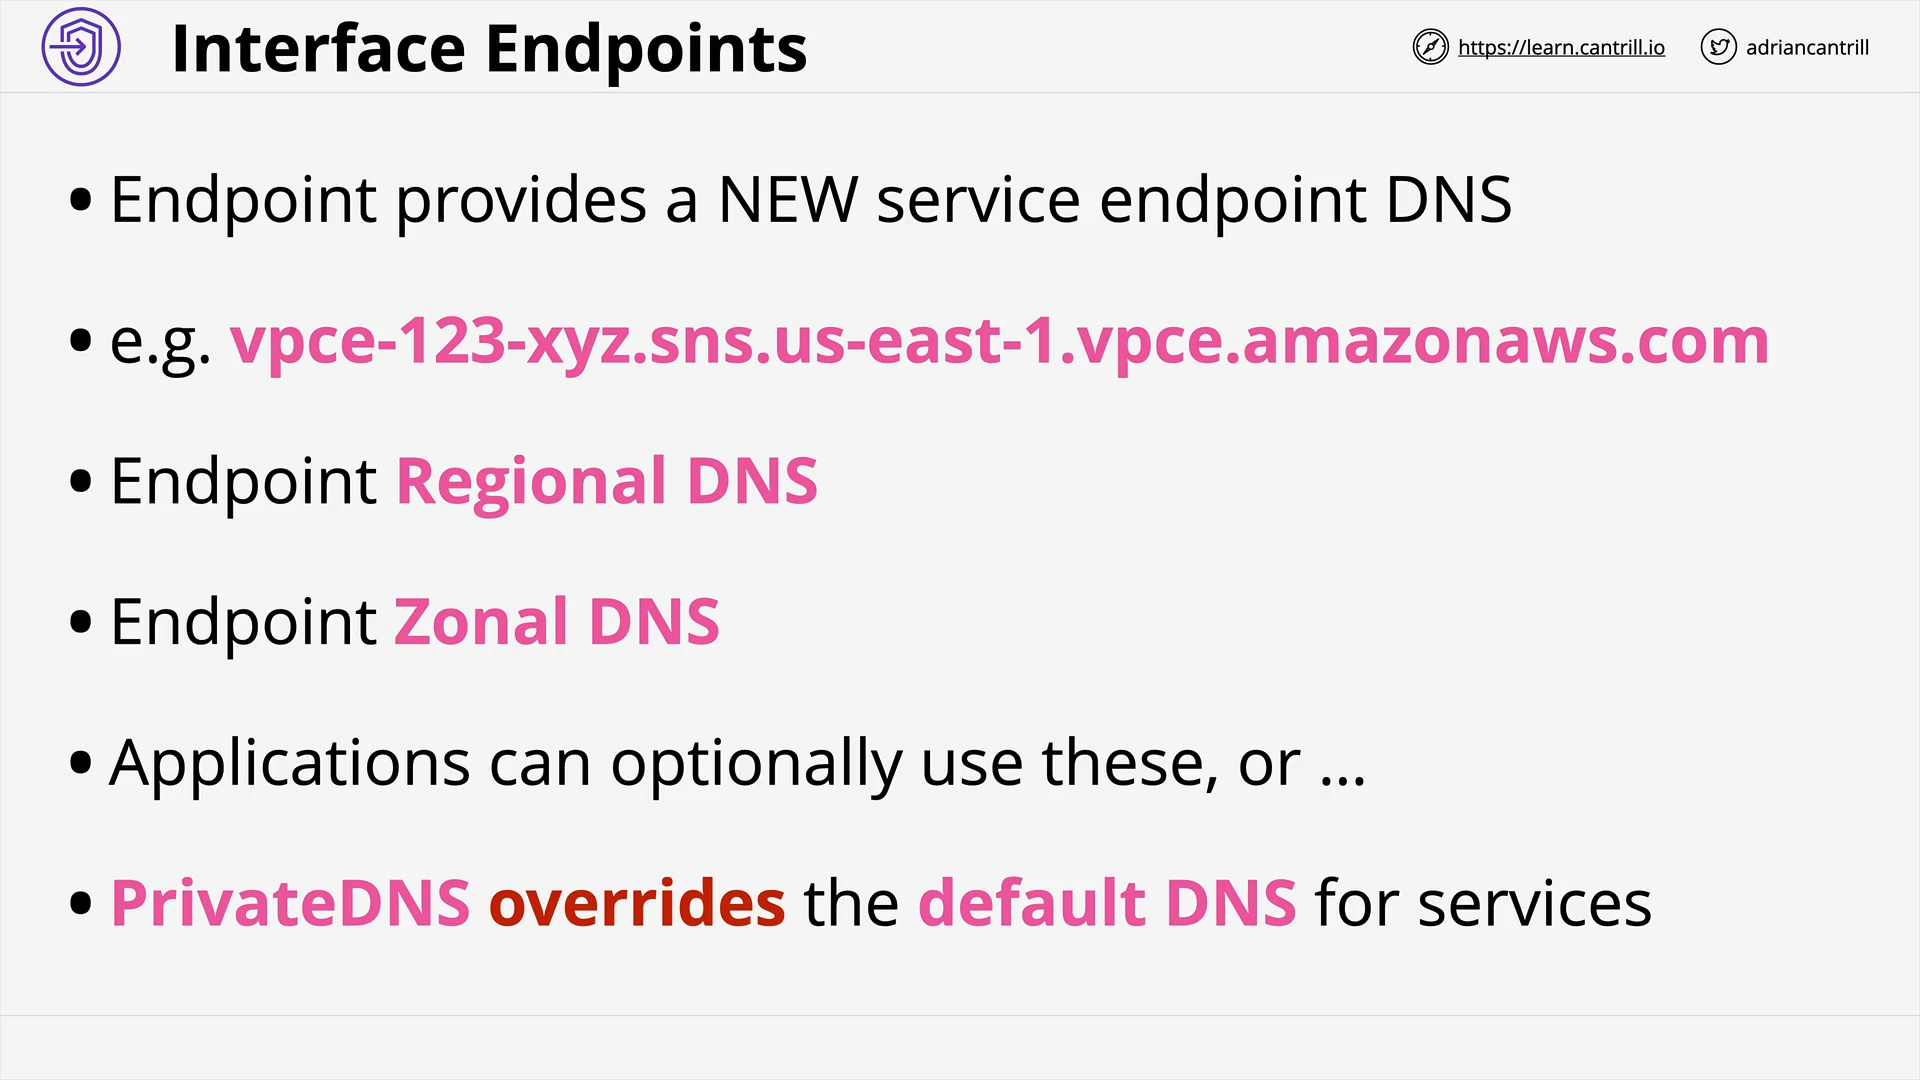 Interface Endpoints
https://learn.cantrill.io
adriancantrill
• Endpoint provides a NEW service endpoint DNS
• e.g. vpce-123-xyz.sns.us-east-1.vpce.amazonaws.com
• Endpoint Regional DNS
• Endpoint Zonal DNS
• Applications can optionally use these, or ...
• PrivateDNS overrides the default DNS for services